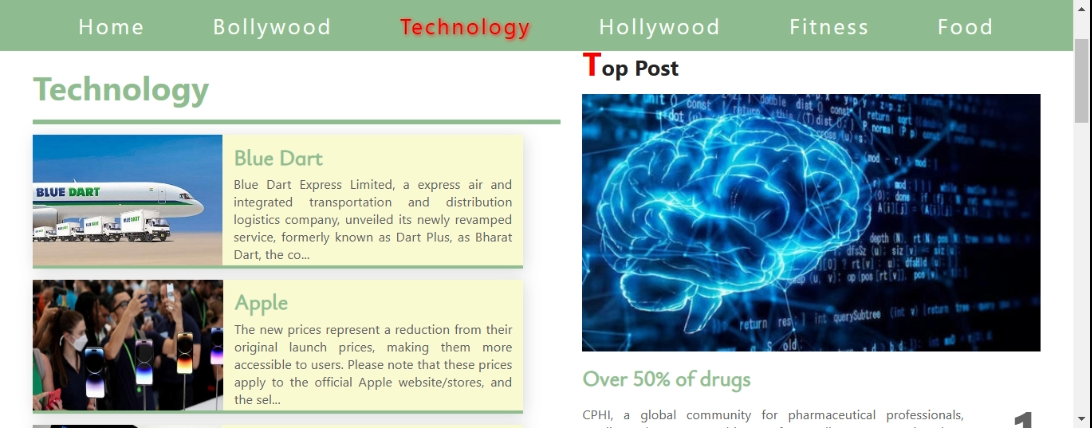 Home Bollywood Technology Hollywood Fitness Food
Technology
BLUE DART
Blue Dart
Blue Dart Express Limited, a express air and
integrated transportation and distribution
logistics company, unveiled its newly revamped
service, formerly known as Dart Plus, as Bharat
Dart, the co...
Apple
The new prices represent a reduction from their
original launch prices, making them more
accessible to users. Please note that these prices
apply to the official Apple website/stores, and
the sel...
Top Post
Over 50% of drugs
CPHI, a global community for pharmaceutical professionals,
1